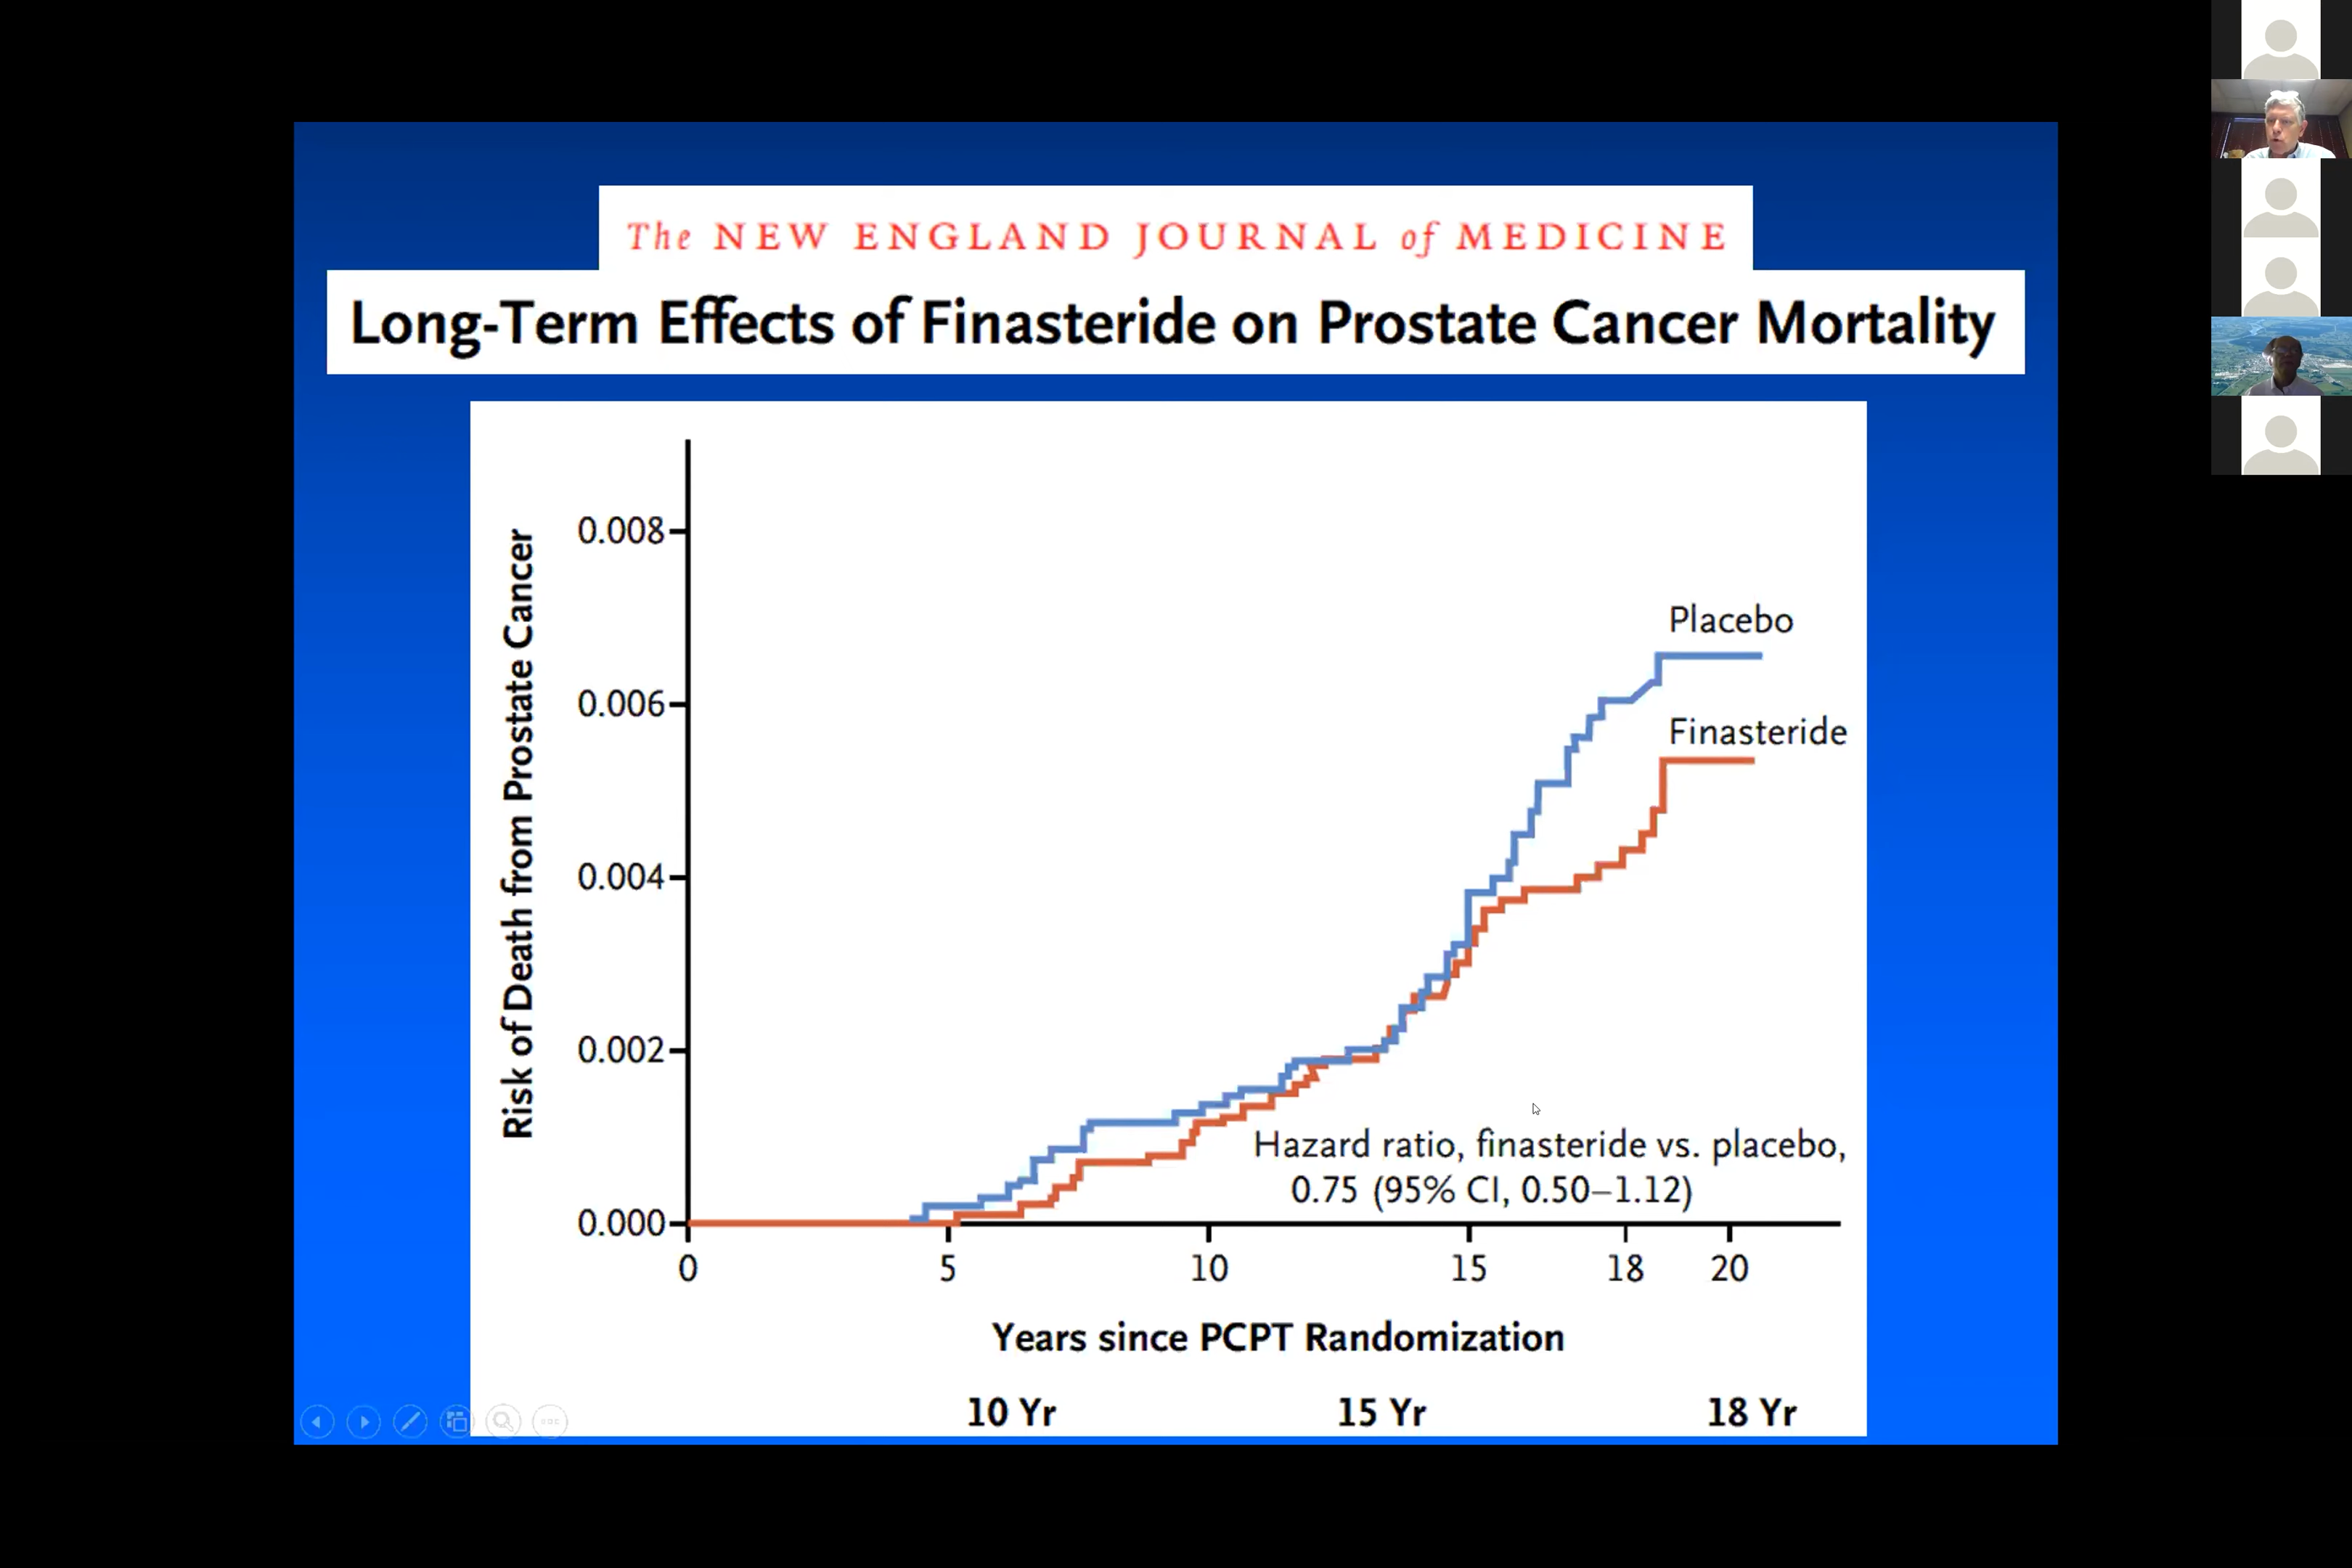 The NEW ENGLAND JOURNAL of MEDICINE
Long-Term Effects of Finasteride on Prostate Cancer Mortality
Risk of Death from Prostate Cancer
0.008
0.006
0.004
0.002
0.000
Placebo
Finasteride
Hazard ratio, finasteride vs. placebo,
0.75 (95% CI, 0.50–1.12)
0 5 10 15 18 20
Years since PCPT Randomization
10 Yr 15 Yr 18 Yr